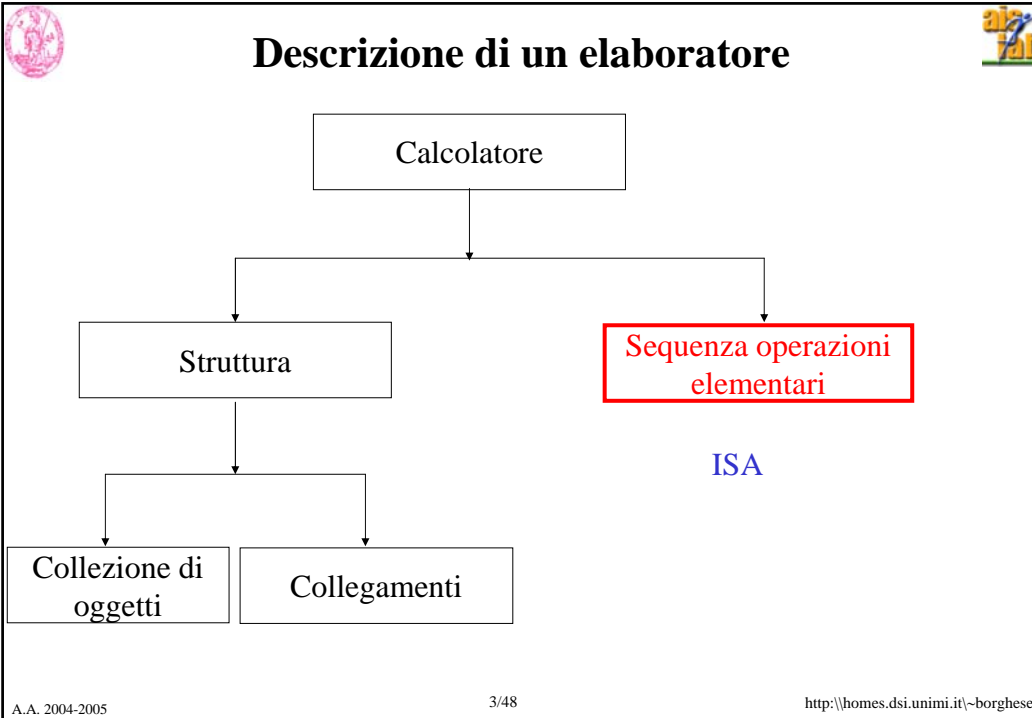 Descrizione di un elaboratore
Calcolatore
Struttura
Sequenza operazioni
elementari
ISA
Collezione di
oggetti
Collegamenti
A.A. 2004-2005
3/48
http:\\homes.dsi.unimi.it\~borghese